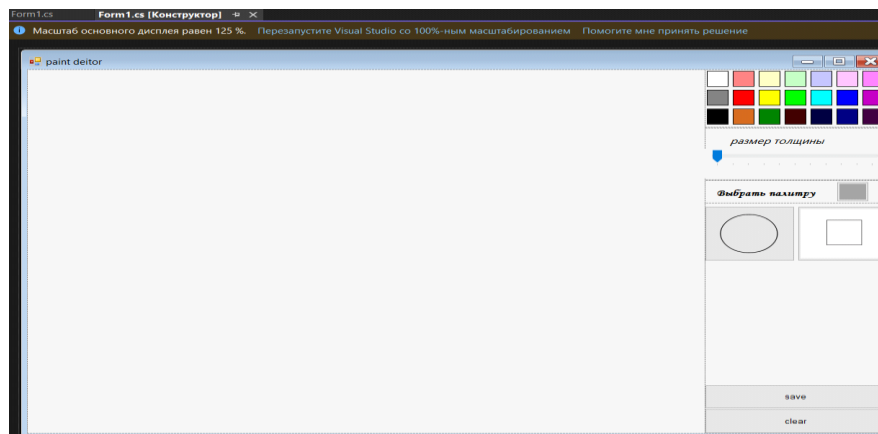 Form1.cs
Form1.cs [Конструктор]
Масштаб основного дисплея равен 125 %. Перезапустите Visual Studio со 100%-ным масштабированием Помогите мне принять решение
paint deitor
размер толщины
Выбрать палитру
save
clear